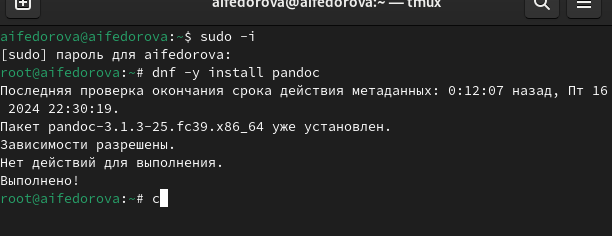 aifedorova@aifedorova:~ — tmux
aifedorova@aifedorova:~$ sudo -i
[sudo] пароль для aifedorova:
root@aifedorova:~# dnf -y install pandoc
Последняя проверка окончания срока действия метаданных: 0:12:07 назад, Пт 16
2024 22:30:19.
Пакет pandoc-3.1.3-25.fc39.x86_64 уже установлен.
Зависимости разрешены.
Нет действий для выполнения.
Выполнено!
root@aifedorova:~# c